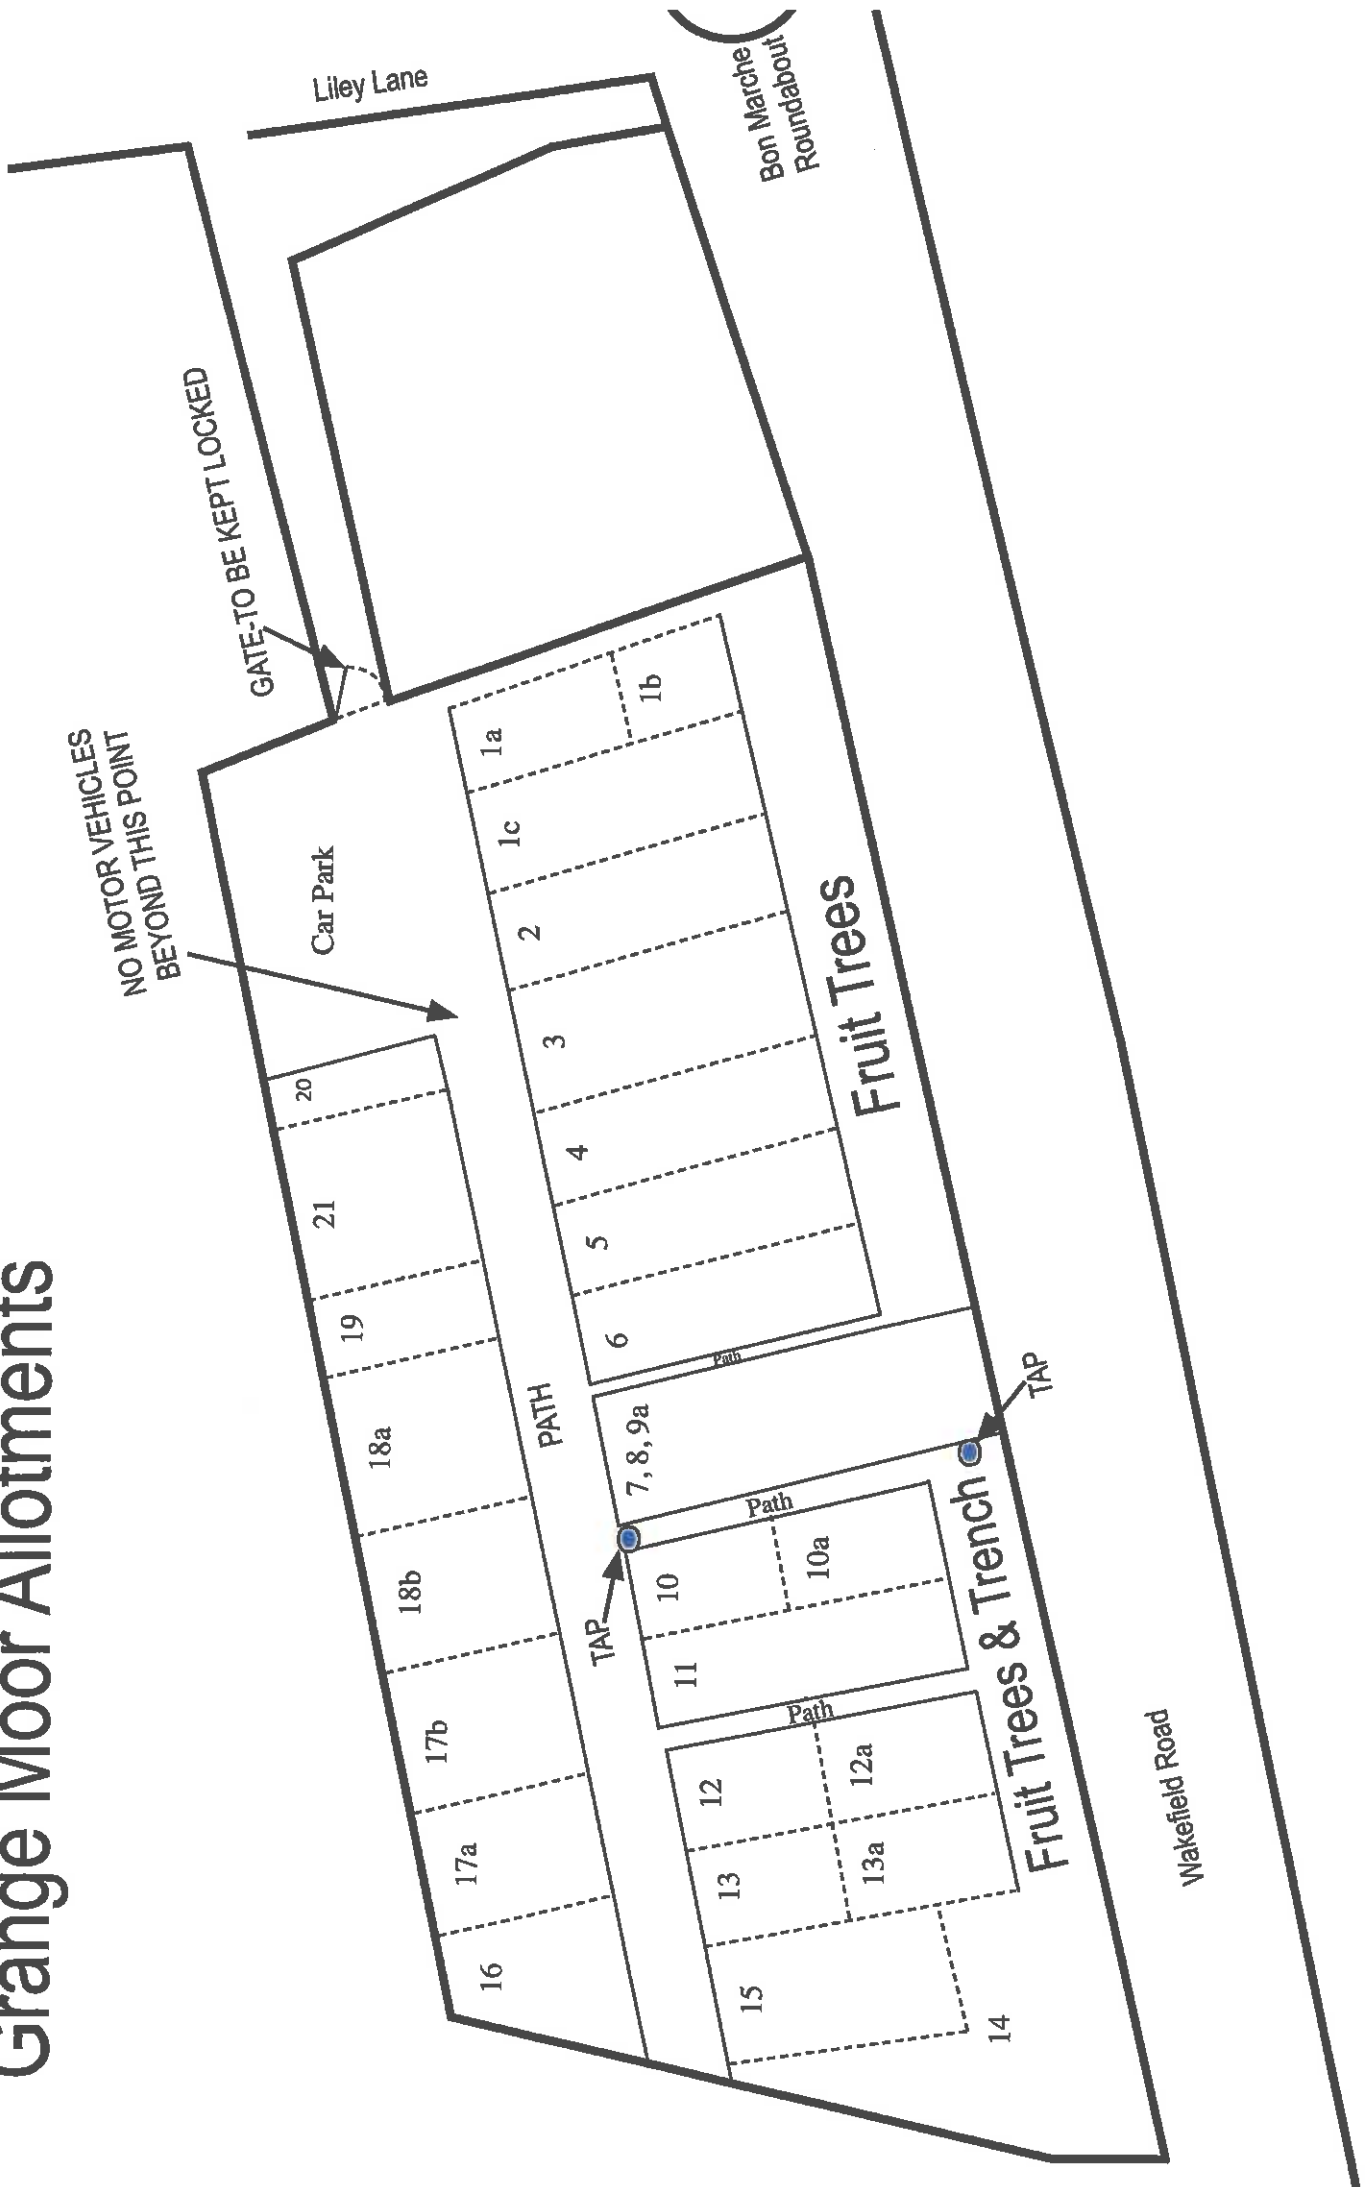 Grange Moor Allotments
Liley Lane
Bon Marche
Roundabout
GATE-TO BE KEPT LOCKED
NO MOTOR VEHICLES
BEYOND THIS POINT
Car Park
20
21
19
18a
18b
17b
17a
16
PATH
1a
1b
1c
2
3
4
5
6
Path
7, 8, 9a
TAP
TAP
Path
10
10a
11
Path
12
12a
13
13a
15
14
Fruit Trees
Fruit Trees & Trench
Wakefield Road